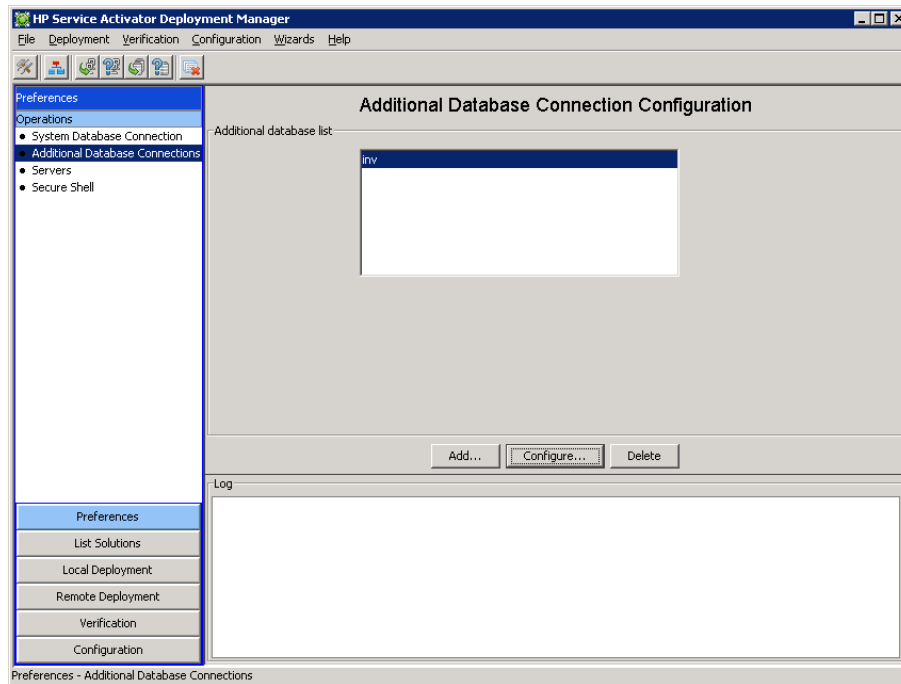 HP Service Activator Deployment Manager
File Deployment Verification Configuration Wizards Help
Preferences
Operations
System Database Connection
Additional Database Connections
Servers
Secure Shell
Additional Database Connection Configuration
Additional database list
inv
Add... Configure... Delete
Log
Preferences
List Solutions
Local Deployment
Remote Deployment
Verification
Configuration
Preferences - Additional Database Connections